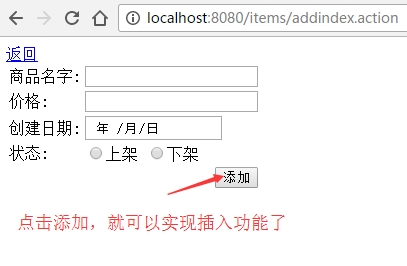 localhost:8080/items/addindex.action
返回
商品名字:
价格:
创建日期: 年 /月/日
状态: 上架 下架
添加
点击添加，就可以实现插入功能了